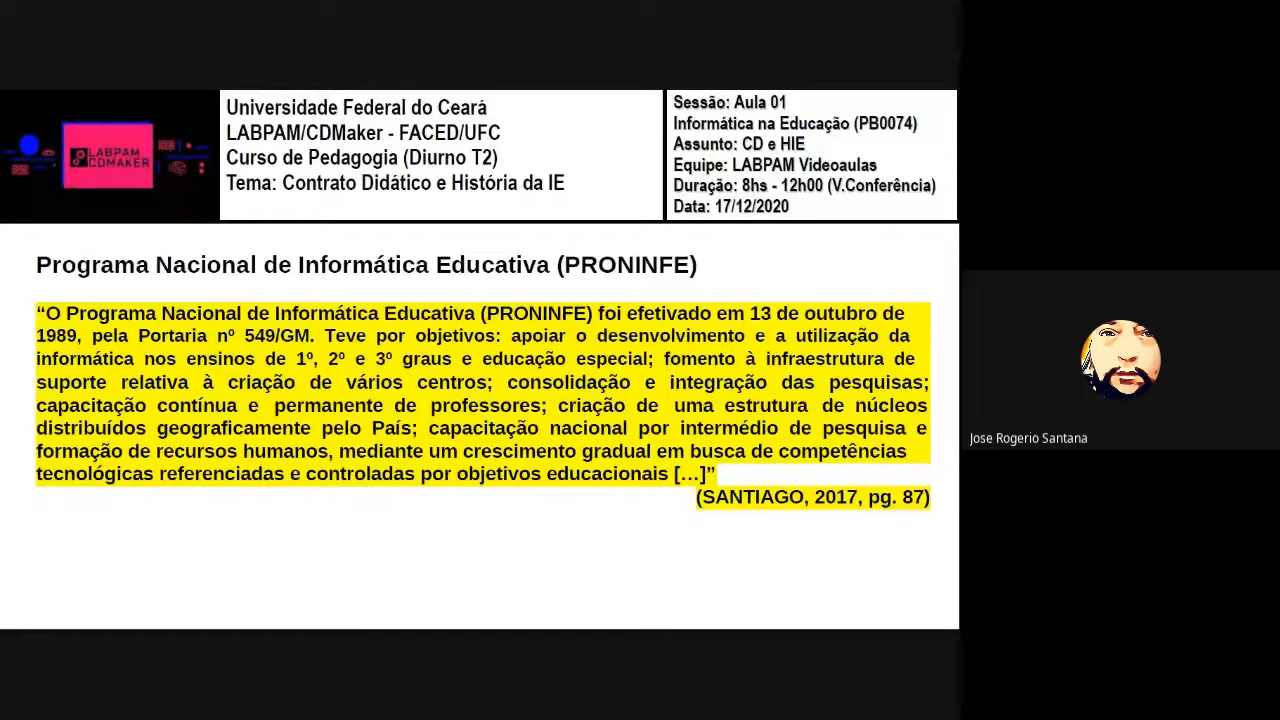 LABPAM
CDMAKER
Universidade Federal do Ceará
LABPAM/CDMaker - FACED/UFC
Curso de Pedagogia (Diurno T2)
Tema: Contrato Didático e História da IE
Sessão: Aula 01
Informática na Educação (PB0074)
Assunto: CD e HIE
Equipe: LABPAM Videoaulas
Duração: 8hs - 12h00 (V.Conferência)
Data: 17/12/2020
Programa Nacional de Informática Educativa (PRONINFE)
“O Programa Nacional de Informática Educativa (PRONINFE) foi efetivado em 13 de outubro de
1989, pela Portaria nº 549/GM. Teve por objetivos: apoiar o desenvolvimento e a utilização da
informática nos ensinos de 1º, 2º e 3º graus e educação especial; fomento à infraestrutura de
suporte relativa à criação de vários centros; consolidação e integração das pesquisas;
capacitação contínua e permanente de professores; criação de uma estrutura de núcleos
distribuídos geograficamente pelo País; capacitação nacional por intermédio de pesquisa e
formação de recursos humanos, mediante um crescimento gradual em busca de competências
tecnológicas referenciadas e controladas por objetivos educacionais […]”
(SANTIAGO, 2017, pg. 87)
Jose Rogerio Santana